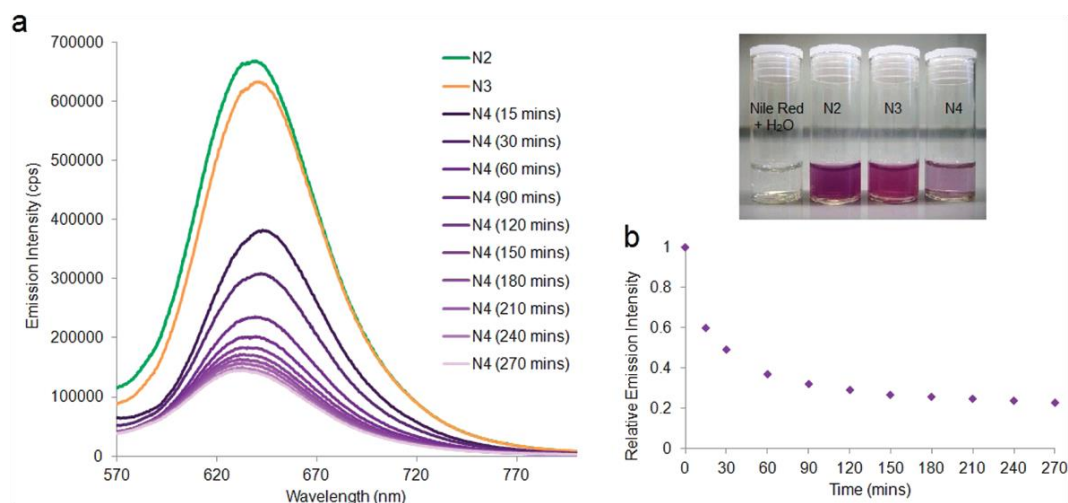 a
Emission Intensity (cps)
700000
600000
500000
400000
300000
200000
100000
0
570
620
670
720
770
Wavelength (nm)
N2
N3
N4 (15 mins)
N4 (30 mins)
N4 (60 mins)
N4 (90 mins)
N4 (120 mins)
N4 (150 mins)
N4 (180 mins)
N4 (210 mins)
N4 (240 mins)
N4 (270 mins)
Nile Red
+ H₂O
N2
N3
N4
b
Relative Emission Intensity
1
0.8
0.6
0.4
0.2
0
0
30
60
90
120
150
180
210
240
270
Time (mins)